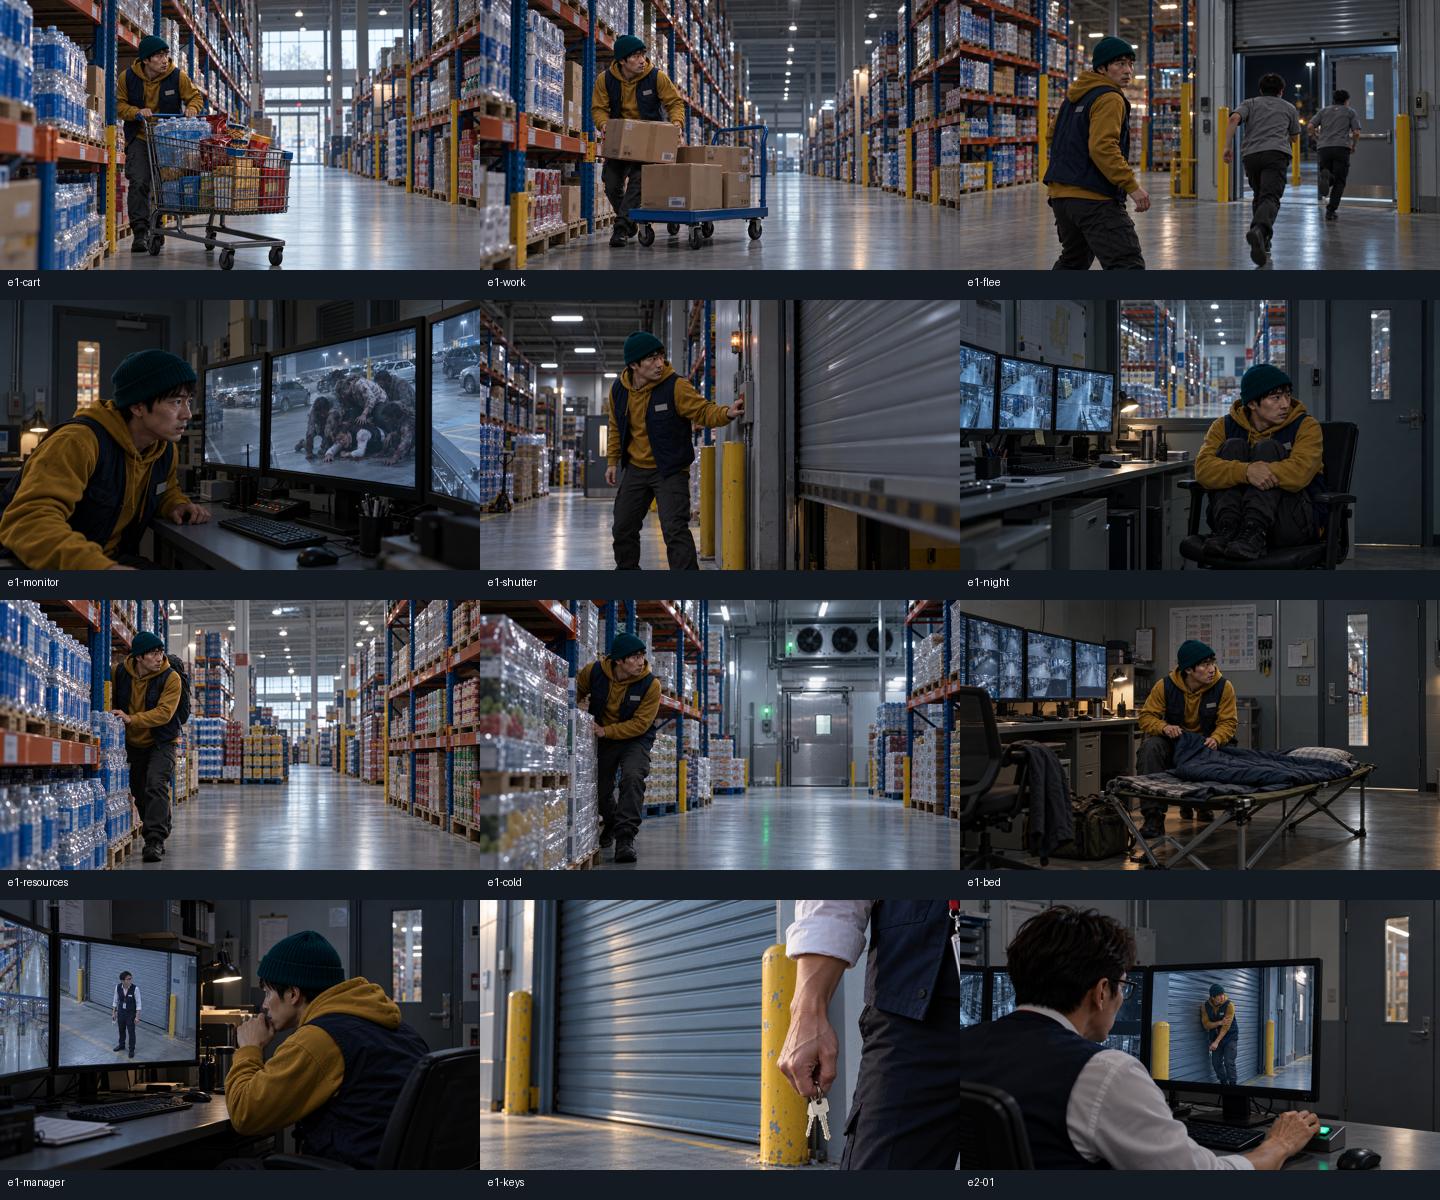 e1-cart
e1-work
e1-flee
e1-monitor
e1-shutter
e1-night
e1-resources
e1-cold
e1-bed
e1-manager
e1-keys
e2-01